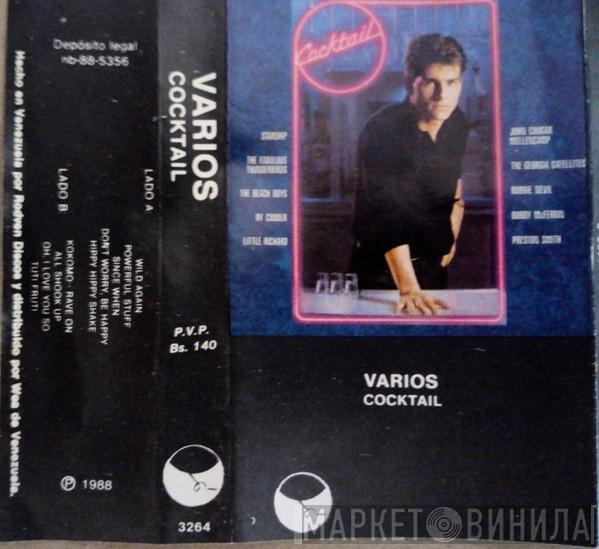 Hecho en Venezuela por Rodven Discos y distribuido por Wea de Venezuela.
Depósito legal
nb-88-5356
LADO A
WILD AGAIN
POWERFUL STUFF
SINCE WHEN
DON'T WORRY, BE HAPPY
HIPPY HIPPY SHAKE
LADO B
KOKOMO - RAVE ON
ALL SHOOK UP
OH, I LOVE YOU SO
TUTI FRUTI
℗ 1988
VARIOS
COCKTAIL
P.V.P.
Bs. 140
3264
Cocktail
STARSHIP
THE FABULOUS
THUNDERBIRDS
THE BEACH BOYS
RY COODER
LITTLE RICHARD
JOHN COUGAR
MELLENCAMP
THE GEORGIA SATELLITES
ROBBIE NEVIL
BOBBY McFERRIN
PRESTON SMITH
VARIOS
COCKTAIL
МАРКЕТ ВИНИЛА